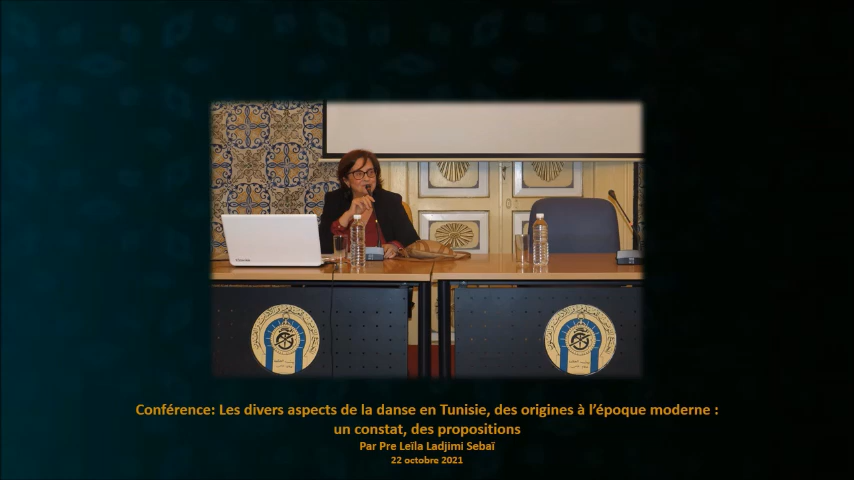 Conférence: Les divers aspects de la danse en Tunisie, des origines à l'époque moderne :
un constat, des propositions
Par Pre Leïla Ladjimi Sebaï
22 octobre 2021